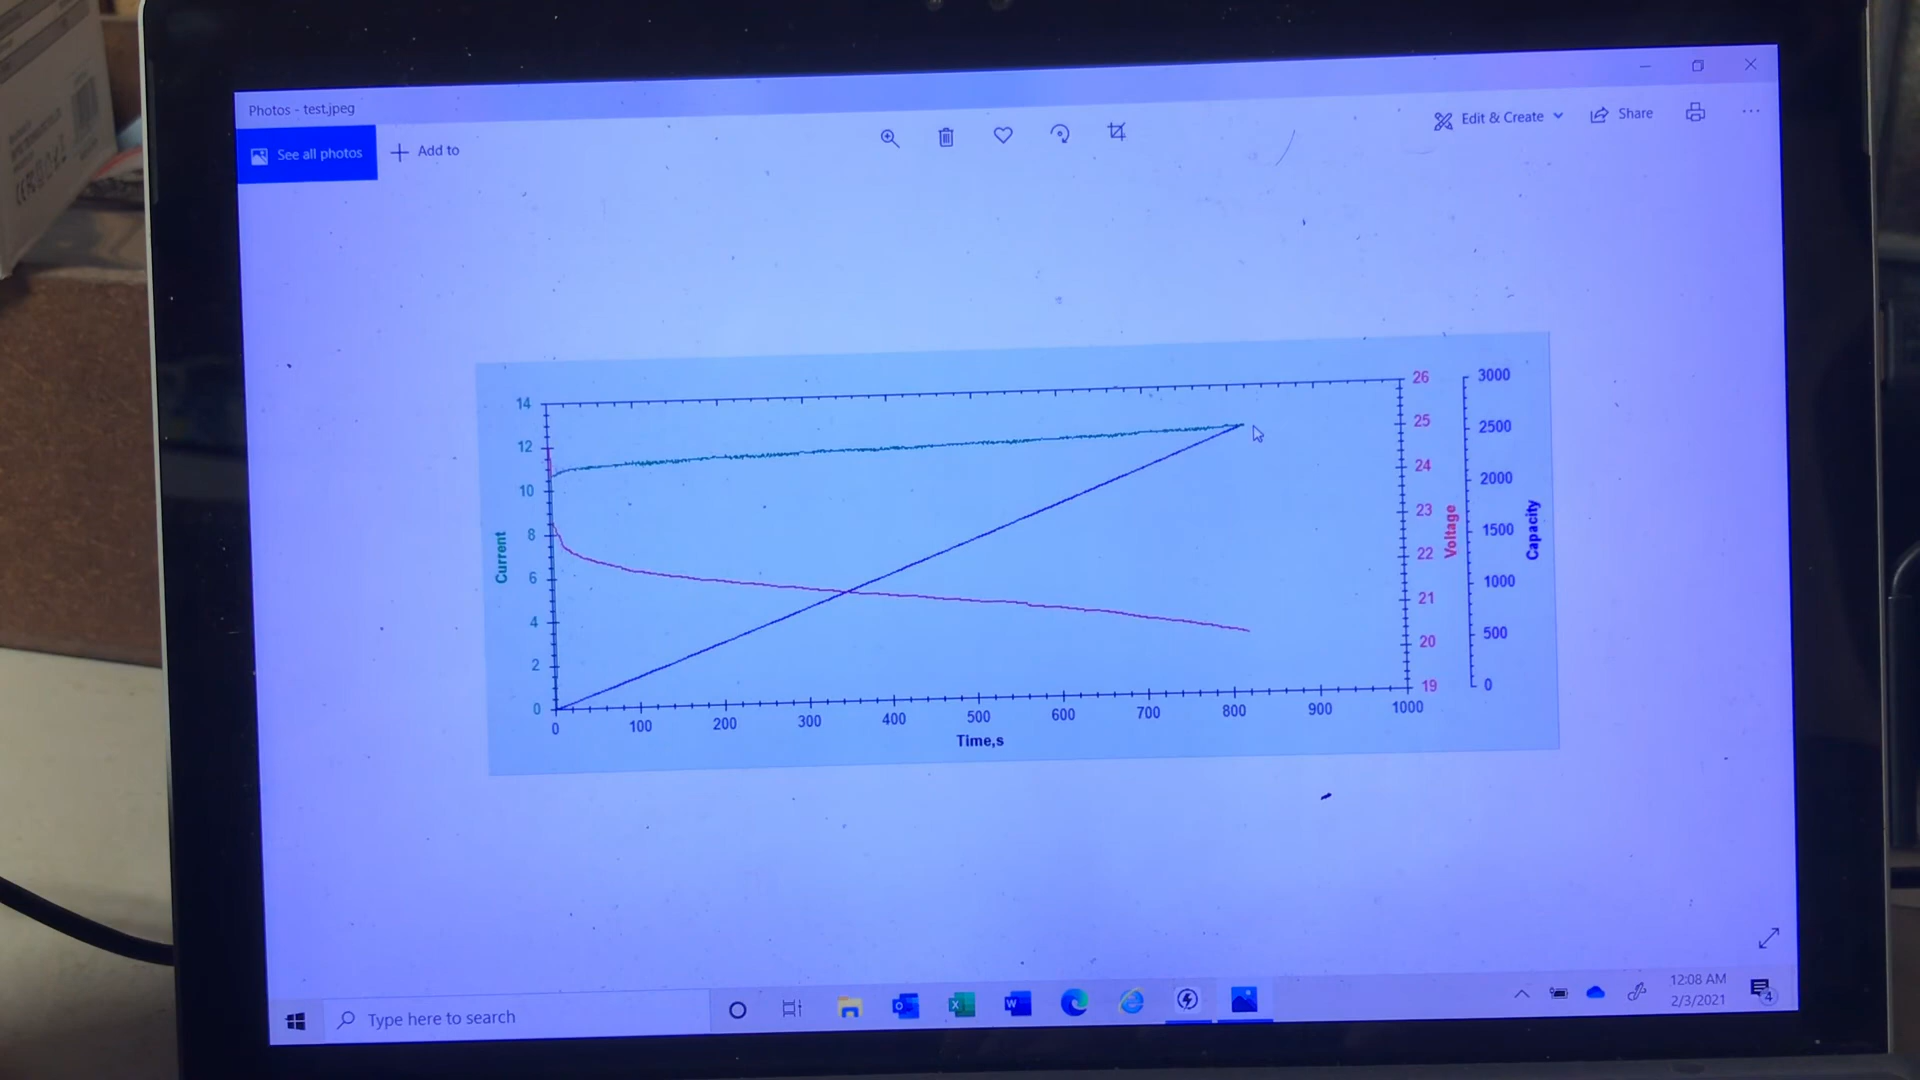 Photos - test.jpeg
See all photos
Add to
Edit & Create
Share
14
12
10
8
6
4
2
0
Current
0 100 200 300 400 500 600 700 800 900 1000
Time,s
26
25
24
23
22
21
20
19
Voltage
3000
2500
2000
1500
1000
500
0
Capacity
Type here to search
12:08 AM
2/3/2021
4